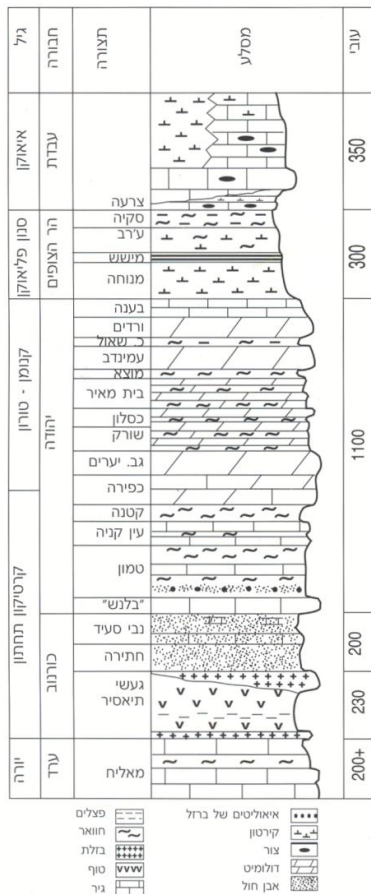 גיל
חבורה
תצורה
מסלע
עובי
איאוקן
עבדת
350
צרעה
סנון פליאוקן
הר הצופים
סקיה
ע'רב
מישש
מנוחה
300
קנומן - טורון
יהודה
בענה
ורדים
כ. שאול
עמינדב
מוצא
בית מאיר
כסלון
שורק
גב. יערים
כפירה
1100
קרטיקון תחתון
קטנה
עין קניה
טמון
"בלנש"
כורנוב
נבי סעיד
חתירה
200
געשי
תיאסיר
230
יורה
ערד
מאליח
200+
איאוליטים של ברזל
קירטון
צור
דולומיט
אבן חול
פצלים
חוואר
בזלת
טוף
גיר